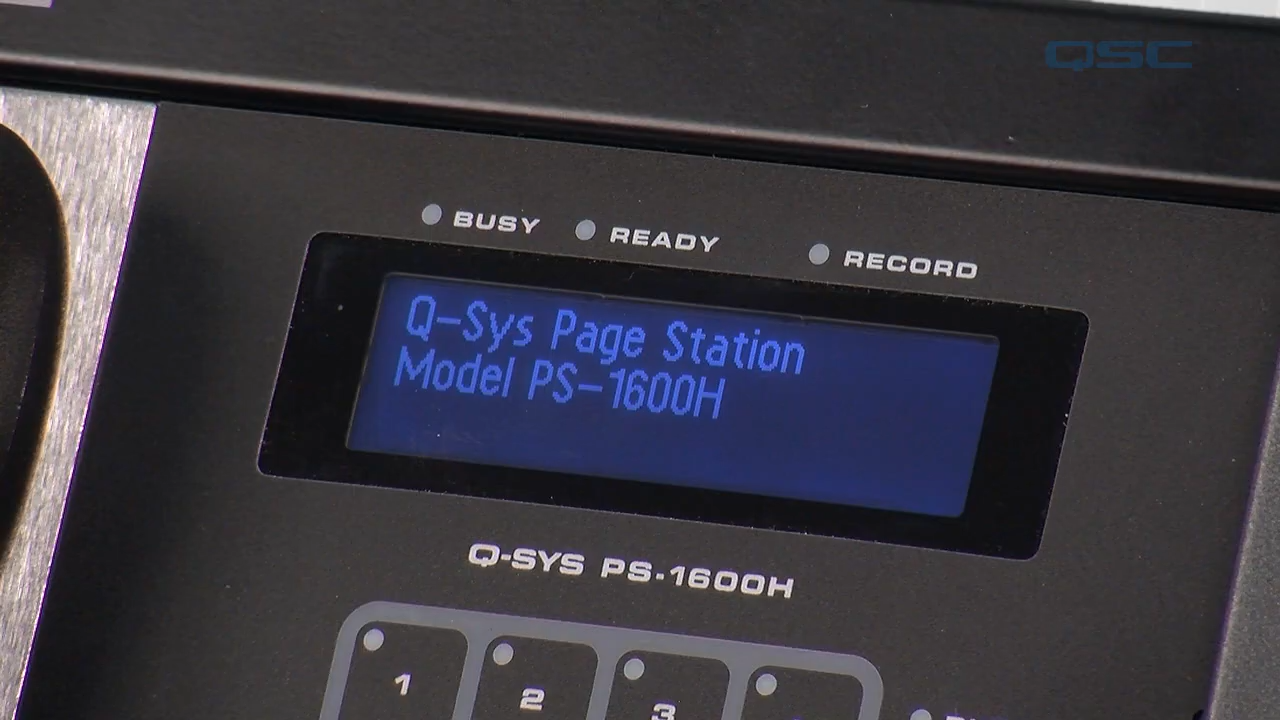 QSC
BUSY READY RECORD
Q-Sys Page Station
Model PS-1600H
Q-SYS PS-1600H
1 2 3